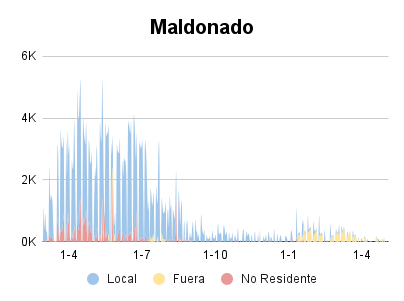 Maldonado
6K
4K
2K
0K
1-4 1-7 1-10 1-1 1-4
Local Fuera No Residente